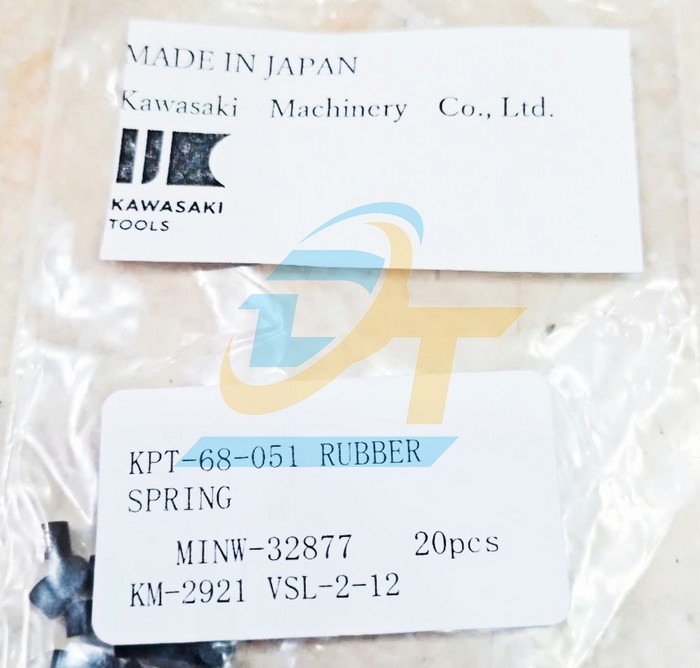 MADE IN JAPAN
Kawasaki Machinery Co., Ltd.
KAWASAKI
TOOLS
DT
KPT-68-051 RUBBER
SPRING
MINW-32877 20pcs
KM-2921 VSL-2-12